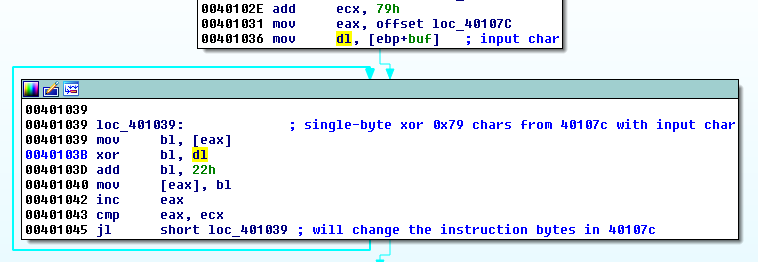 0040102E add ecx, 79h
00401031 mov eax, offset loc_40107C
00401036 mov dl, [ebp+buf] ; input char
00401039
00401039 loc_401039: ; single-byte xor 0x79 chars from 40107c with input char
00401039 mov bl, [eax]
0040103B xor bl, dl
0040103D add bl, 22h
00401040 mov [eax], bl
00401042 inc eax
00401043 cmp eax, ecx
00401045 jl short loc_401039 ; will change the instruction bytes in 40107c